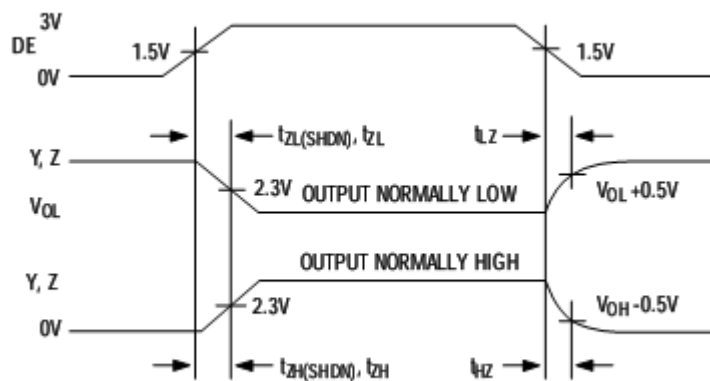 3V
DE
1.5V
1.5V
0V
tZL(SHDN), tZL
tLZ
Y, Z
2.3V
OUTPUT NORMALLY LOW
VOL +0.5V
VOL
OUTPUT NORMALLY HIGH
Y, Z
2.3V
VOH -0.5V
0V
tZH(SHDN), tZH
tHZ